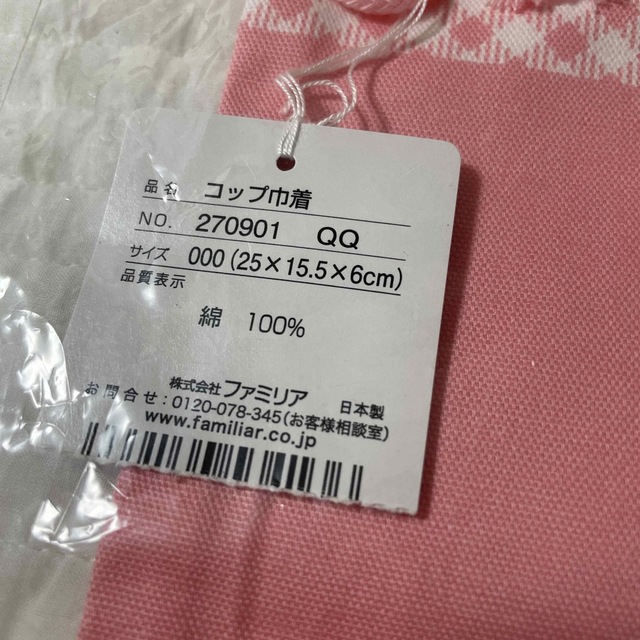 品名 コップ巾着
NO. 270901 QQ
サイズ 000(25×15.5×6cm)
品質表示
綿 100%
株式会社ファミリア 日本製
お問合せ:0120-078-345(お客様相談室)
www.familiar.co.jp